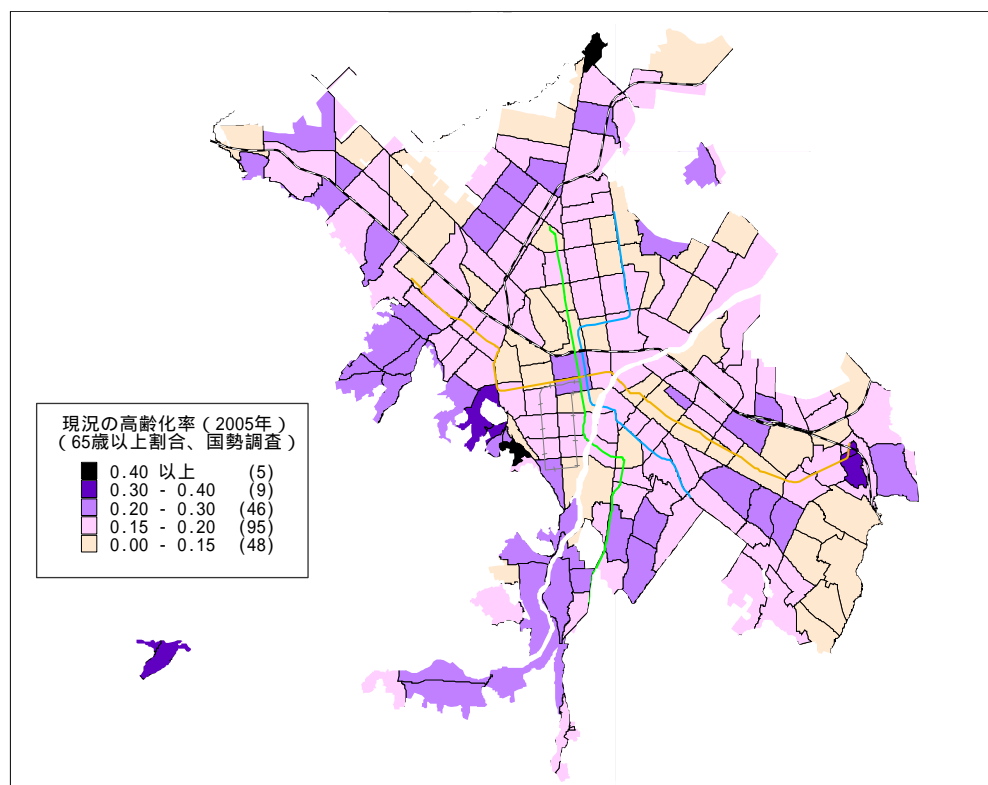 現況の高齢化率（2005年）
（65歳以上割合、国勢調査）
0.40 以上 (5)
0.30 - 0.40 (9)
0.20 - 0.30 (46)
0.15 - 0.20 (95)
0.00 - 0.15 (48)